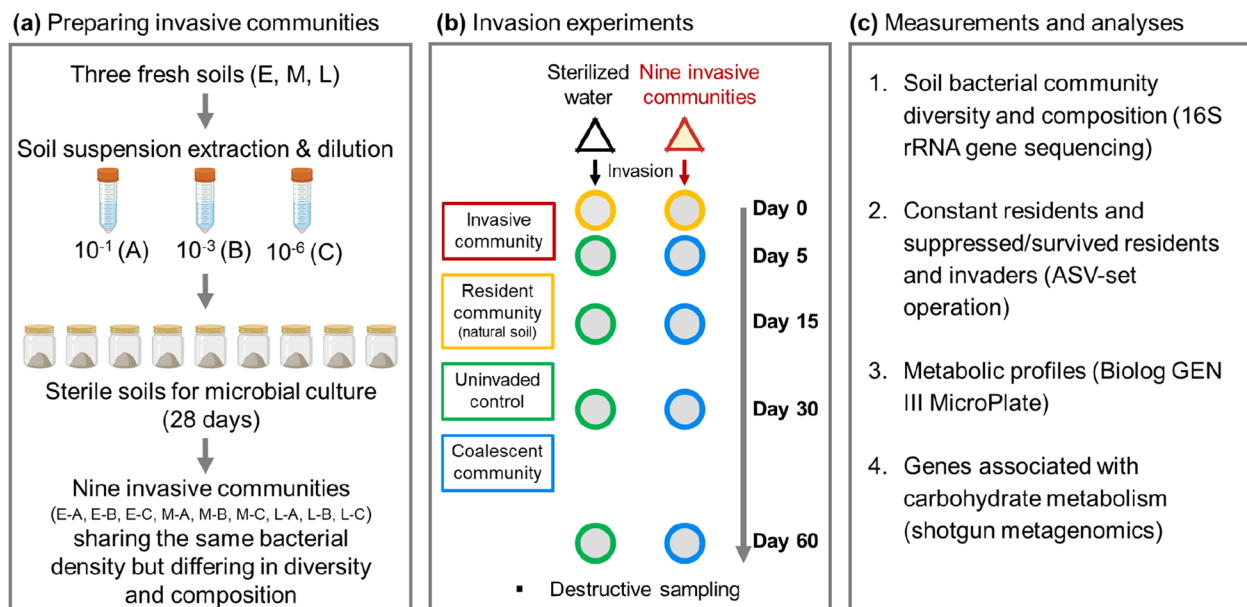 (a) Preparing invasive communities
Three fresh soils (E, M, L)
Soil suspension extraction & dilution
10⁻¹ (A)
10⁻³ (B)
10⁻⁶ (C)
Sterile soils for microbial culture
(28 days)
Nine invasive communities
(E-A, E-B, E-C, M-A, M-B, M-C, L-A, L-B, L-C)
sharing the same bacterial
density but differing in diversity
and composition
(b) Invasion experiments
Sterilized
water
Nine invasive
communities
Invasion
Invasive
community
Resident
community
(natural soil)
Uninvaded
control
Coalescent
community
Day 0
Day 5
Day 15
Day 30
Day 60
▪ Destructive sampling
(c) Measurements and analyses
1. Soil bacterial community
diversity and composition (16S
rRNA gene sequencing)
2. Constant residents and
suppressed/survived residents
and invaders (ASV-set
operation)
3. Metabolic profiles (Biolog GEN
III MicroPlate)
4. Genes associated with
carbohydrate metabolism
(shotgun metagenomics)